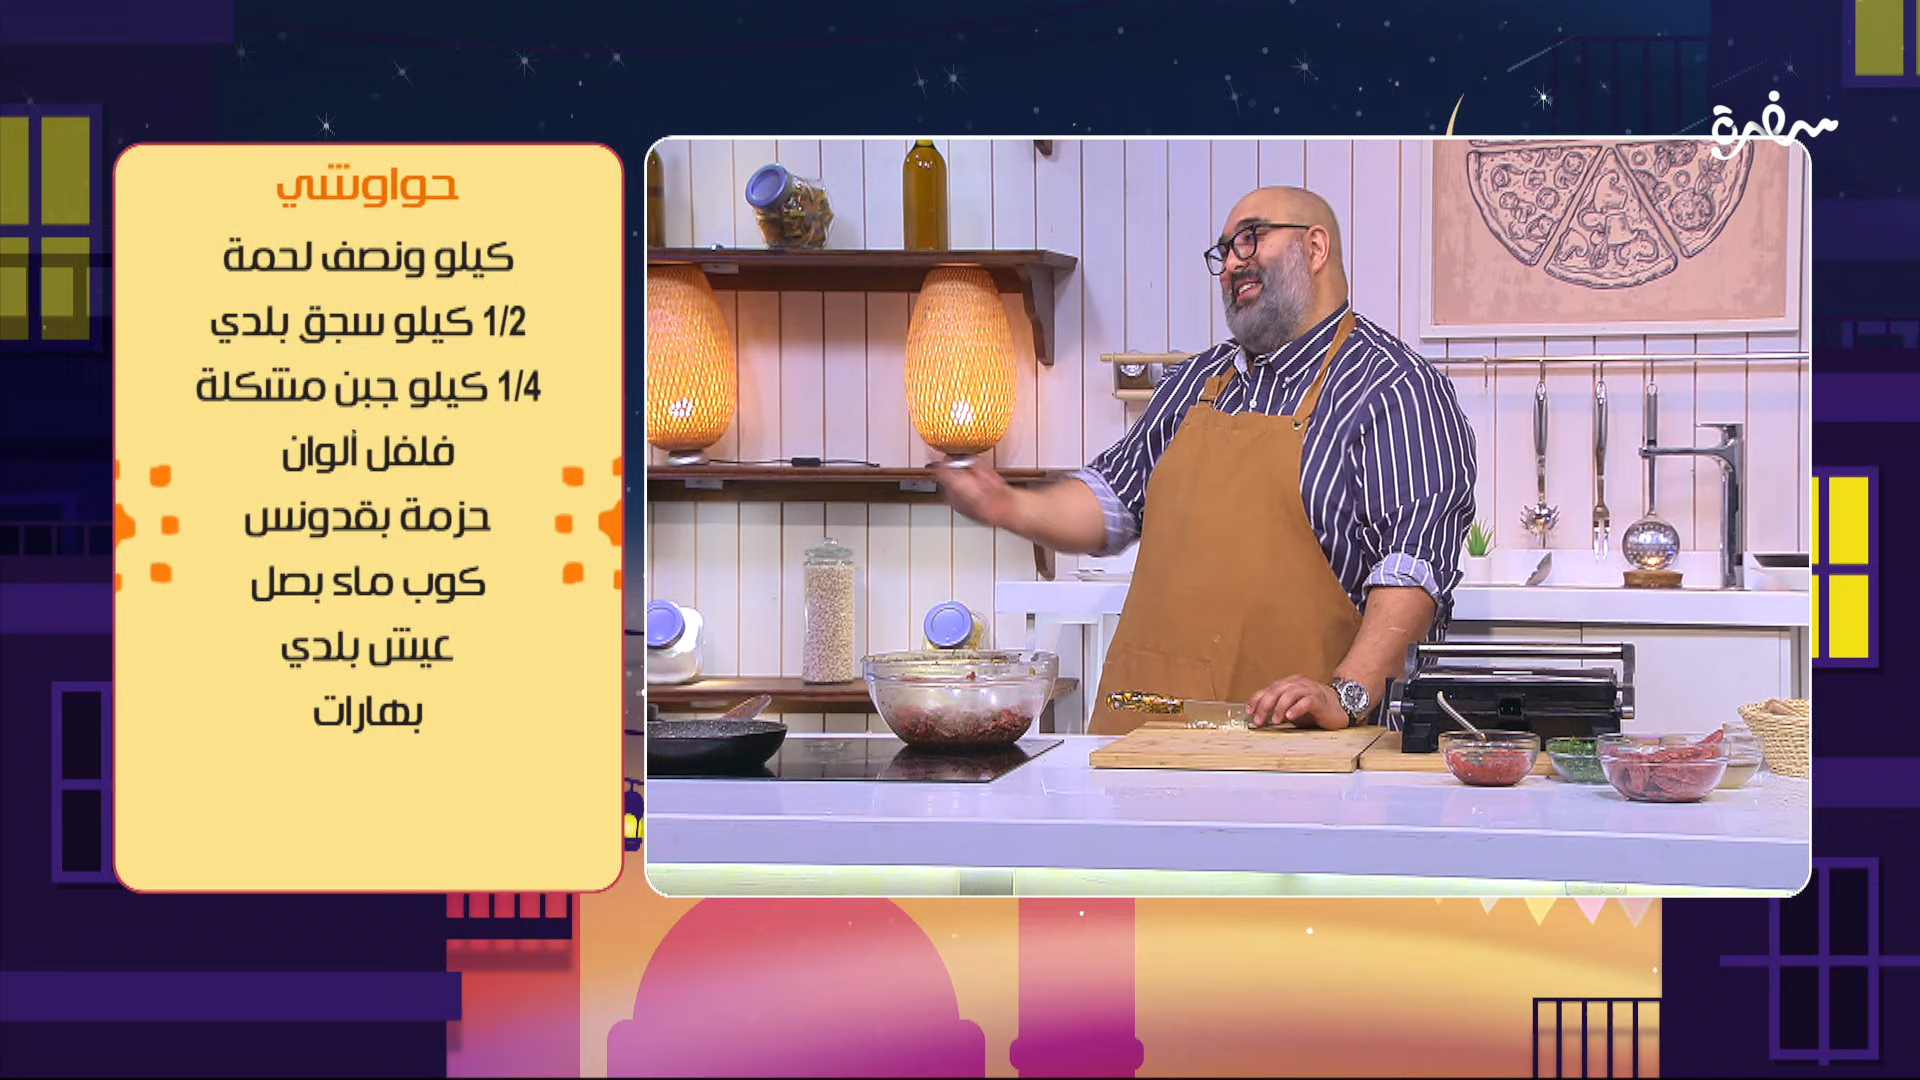 سفرة
حواوشي
كيلو ونصف لحمة
1/2 كيلو سجق بلدي
1/4 كيلو جبن مشكلة
فلفل ألوان
حزمة بقدونس
كوب ماء بصل
عيش بلدي
بهارات